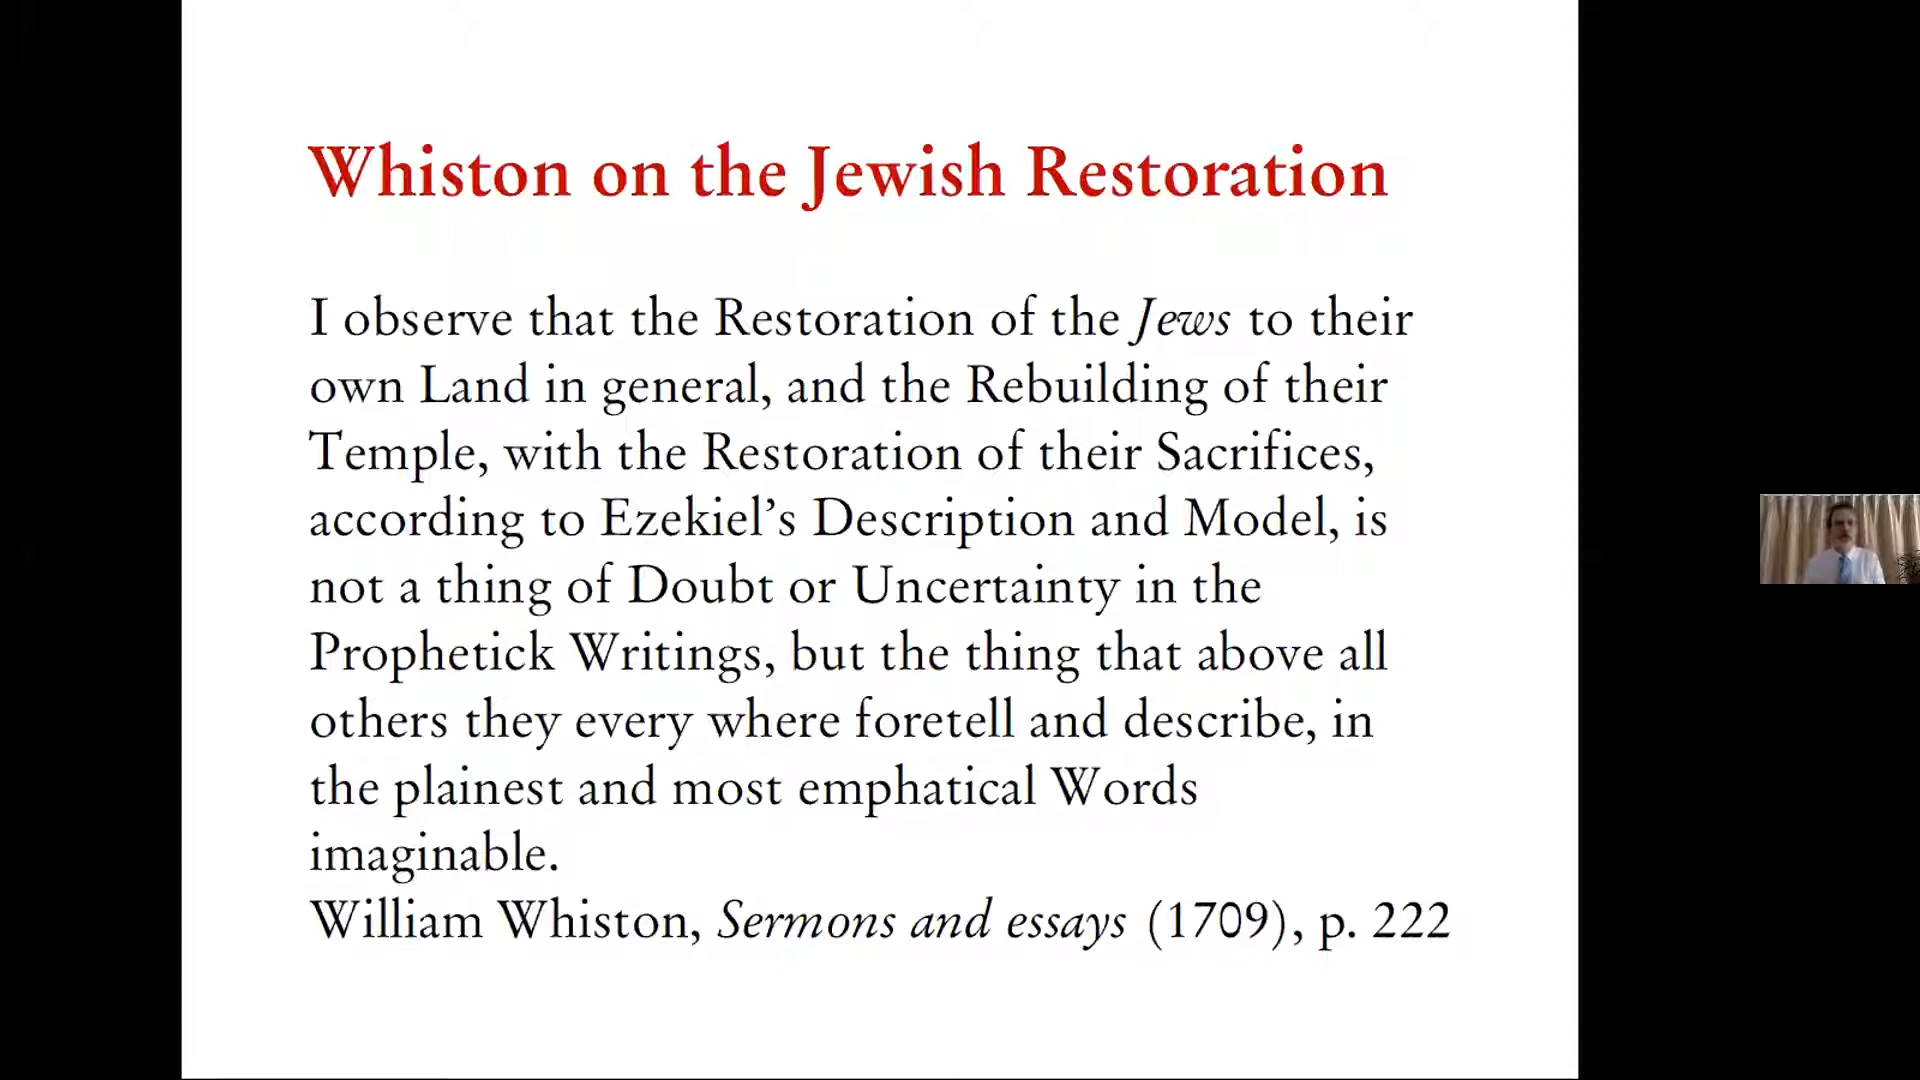 Whiston on the Jewish Restoration
I observe that the Restoration of the Jews to their
own Land in general, and the Rebuilding of their
Temple, with the Restoration of their Sacrifices,
according to Ezekiel’s Description and Model, is
not a thing of Doubt or Uncertainty in the
Prophetick Writings, but the thing that above all
others they every where foretell and describe, in
the plainest and most emphatical Words
imaginable.
William Whiston, Sermons and essays (1709), p. 222